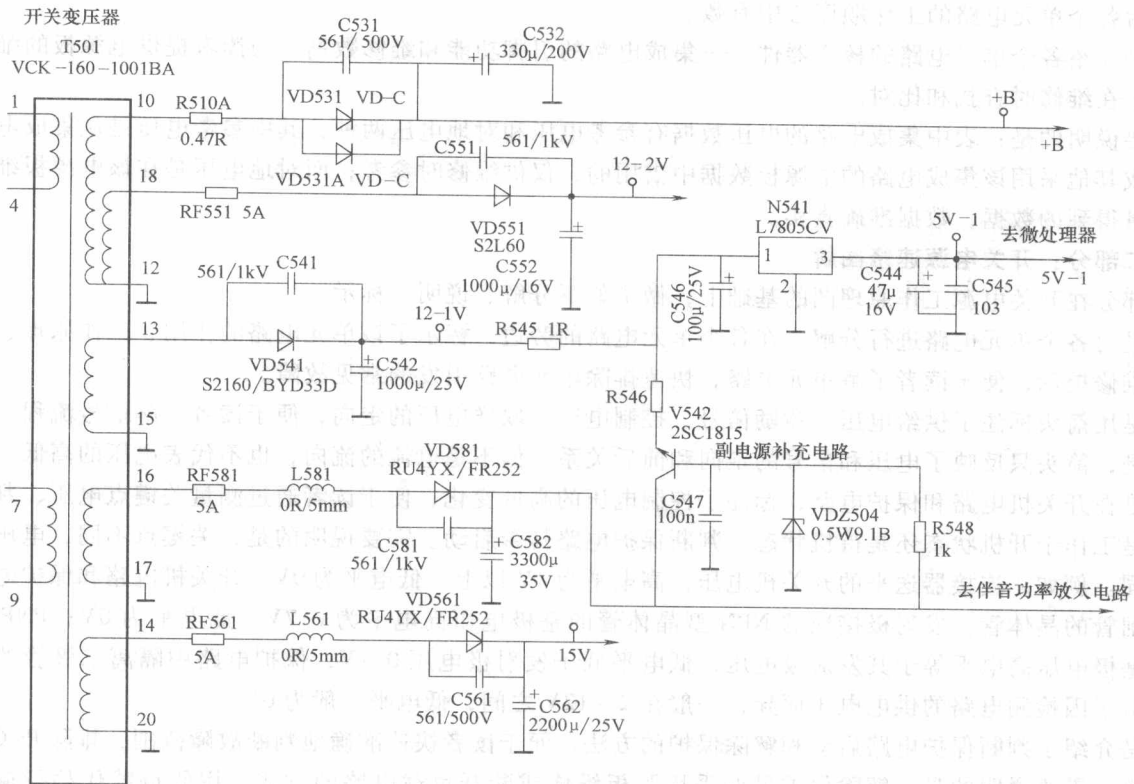 开关变压器
T501
VCK-160-1001BA
1
4
7
9
10
18
12
13
15
16
17
14
20
R510A
0.47R
C531
561/500V
C532
330μ/200V
VD531 VD-C
VD531A VD-C
+B
+B
RF551 5A
C551
561/1kV
VD551
S2L60
12-2V
C552
1000μ/16V
561/1kV
C541
VD541
S2160/BYD33D
12-1V
C542
1000μ/25V
R545 1R
C546
100μ/25V
N541
L7805CV
1
3
2
5V-1
去微处理器
5V-1
C544
47μ
16V
C545
103
R546
V542
2SC1815
副电源补充电路
C547
100n
VDZ504
0.5W9.1B
R548
1k
去伴音功率放大电路
RF581
5A
L581
0R/5mm
VD581
RU4YX/FR252
C581
561/1kV
C582
3300μ
35V
RF561
5A
L561
0R/5mm
VD561
RU4YX/FR252
C561
561/500V
15V
C562
2200μ/25V